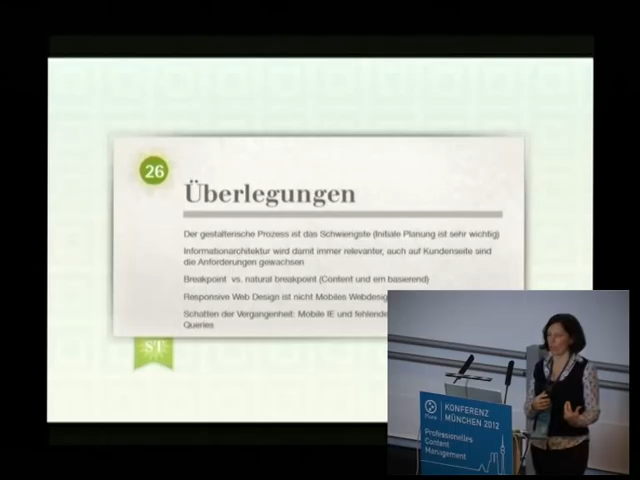 26
Überlegungen
Der gestalterische Prozess ist das Schwierigste (Initiale Planung ist sehr wichtig)
Informationarchitektur wird damit immer relevanter, auch auf Kundenseite sind
die Anforderungen gewachsen
Breakpoint vs. natural breakpoint (Content und em basierend)
Responsive Web Design ist nicht Mobiles Webdesig
Schatten der Vergangenheit: Mobile IE und fehlende
Queries
ST
KONFERENZ
MÜNCHEN 2012
Professionelles
Content
Management